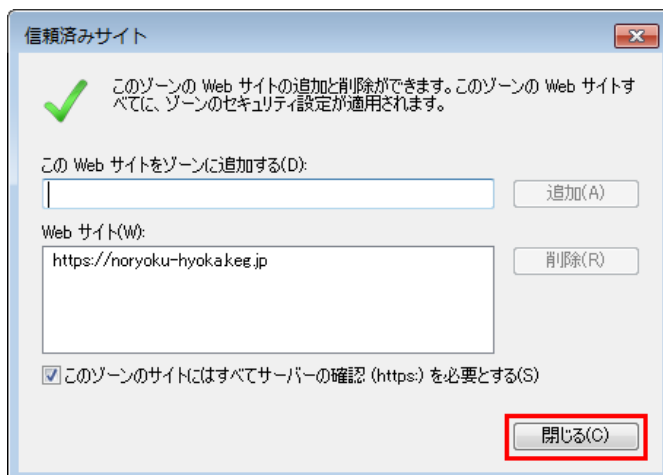 信頼済みサイト
このゾーンの Web サイトの追加と削除ができます。このゾーンの Web サイトす
べてに、ゾーンのセキュリティ設定が適用されます。
この Web サイトをゾーンに追加する(D):
追加(A)
Web サイト(W):
https://noryoku-hyoka.keg.jp
削除(R)
このゾーンのサイトにはすべてサーバーの確認 (https:) を必要とする(S)
閉じる(C)